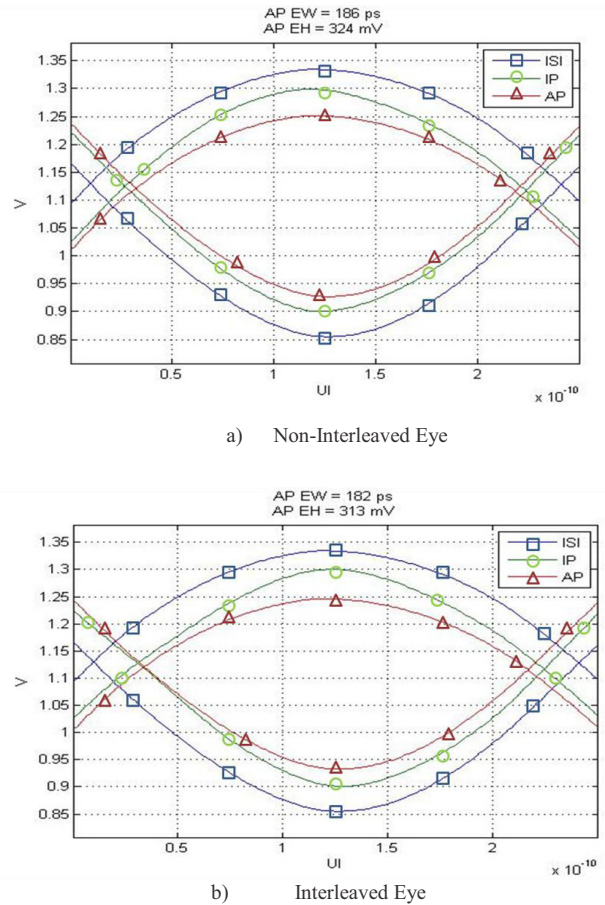 AP EW = 186 ps
AP EH = 324 mV
1.35
1.3
1.25
1.2
1.15
1.1
1.05
1
0.95
0.9
0.85
V
ISI
IP
AP
0.5
1
1.5
2
UI
x 10⁻¹⁰
a) Non-Interleaved Eye
AP EW = 182 ps
AP EH = 313 mV
1.35
1.3
1.25
1.2
1.15
1.1
1.05
1
0.95
0.9
0.85
V
ISI
IP
AP
0.5
1
1.5
2
UI
x 10⁻¹⁰
b) Interleaved Eye